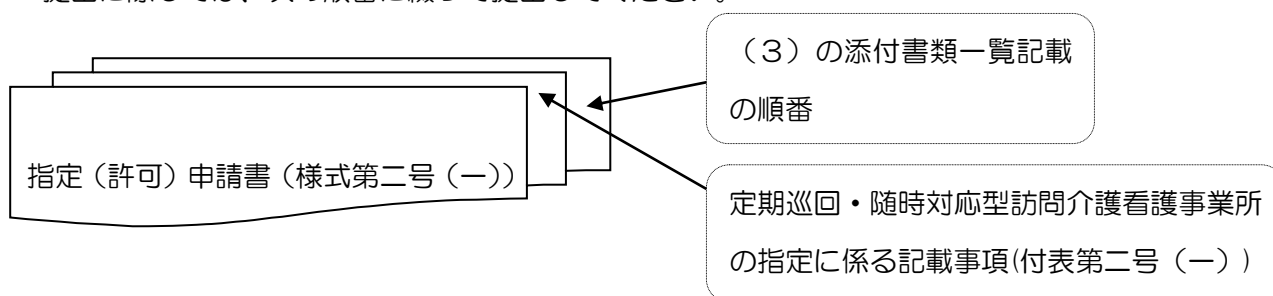 提出に際しては、次の順番に綴って提出してください。
（３）の添付書類一覧記載
の順番
指定（許可）申請書（様式第二号（一））
定期巡回・随時対応型訪問介護看護事業所
の指定に係る記載事項(付表第二号（一）)